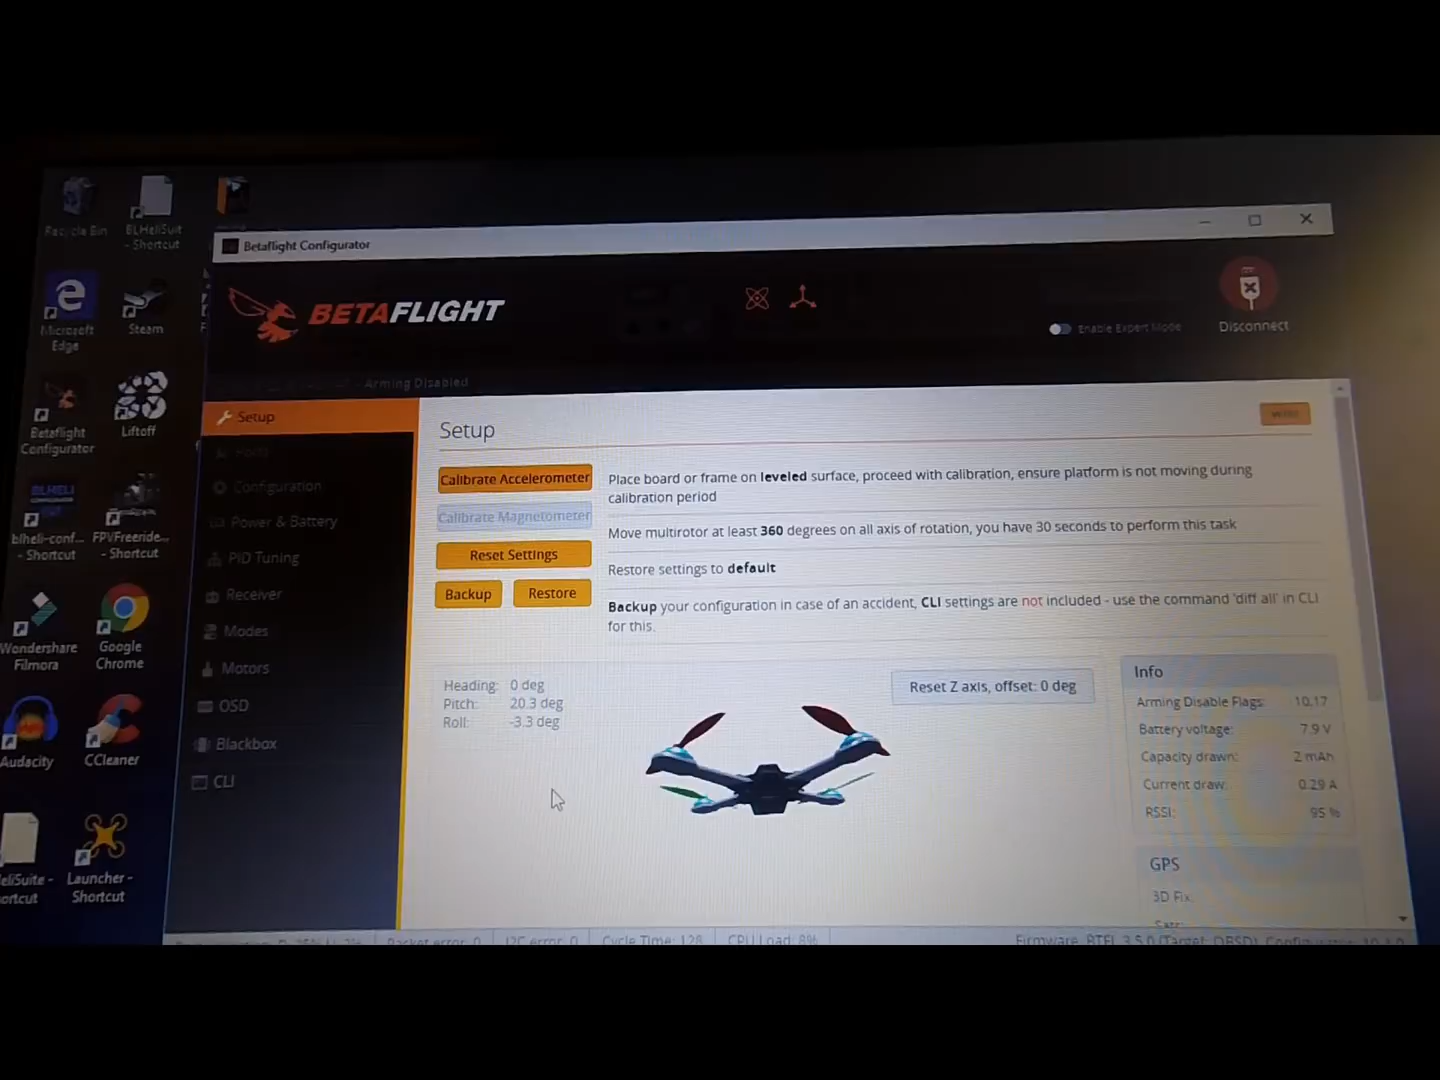 Recycle Bin
BLHeliSuit
- Shortcut
Microsoft
Edge
Steam
Betaflight
Configurator
Liftoff
BLHELI
blheli-conf...
- Shortcut
FPVFreeride...
- Shortcut
Wondershare
Filmora
Google
Chrome
Audacity
CCleaner
eliSuite -
ortcut
Launcher -
Shortcut
Betaflight Configurator
BETAFLIGHT
Enable Expert Mode
Disconnect
- Arming Disabled
Setup
Configuration
Power & Battery
PID Tuning
Receiver
Modes
Motors
OSD
Blackbox
CLI
Setup
Calibrate Accelerometer
Place board or frame on leveled surface, proceed with calibration, ensure platform is not moving during
calibration period
Calibrate Magnetometer
Move multirotor at least 360 degrees on all axis of rotation, you have 30 seconds to perform this task
Reset Settings
Restore settings to default
Backup
Restore
Backup your configuration in case of an accident, CLI settings are not included - use the command 'diff all' in CLI
for this.
Heading: 0 deg
Pitch: 20.3 deg
Roll: -3.3 deg
Reset Z axis, offset: 0 deg
Info
Arming Disable Flags: 10,17
Battery voltage: 7.9 V
Capacity drawn: 2 mAh
Current draw: 0.29 A
RSSI: 95 %
GPS
3D Fix:
Packet error: 0
I2C error: 0
Cycle Time: 128
CPU Load: 8%
Firmware: BTFL 3.5.0